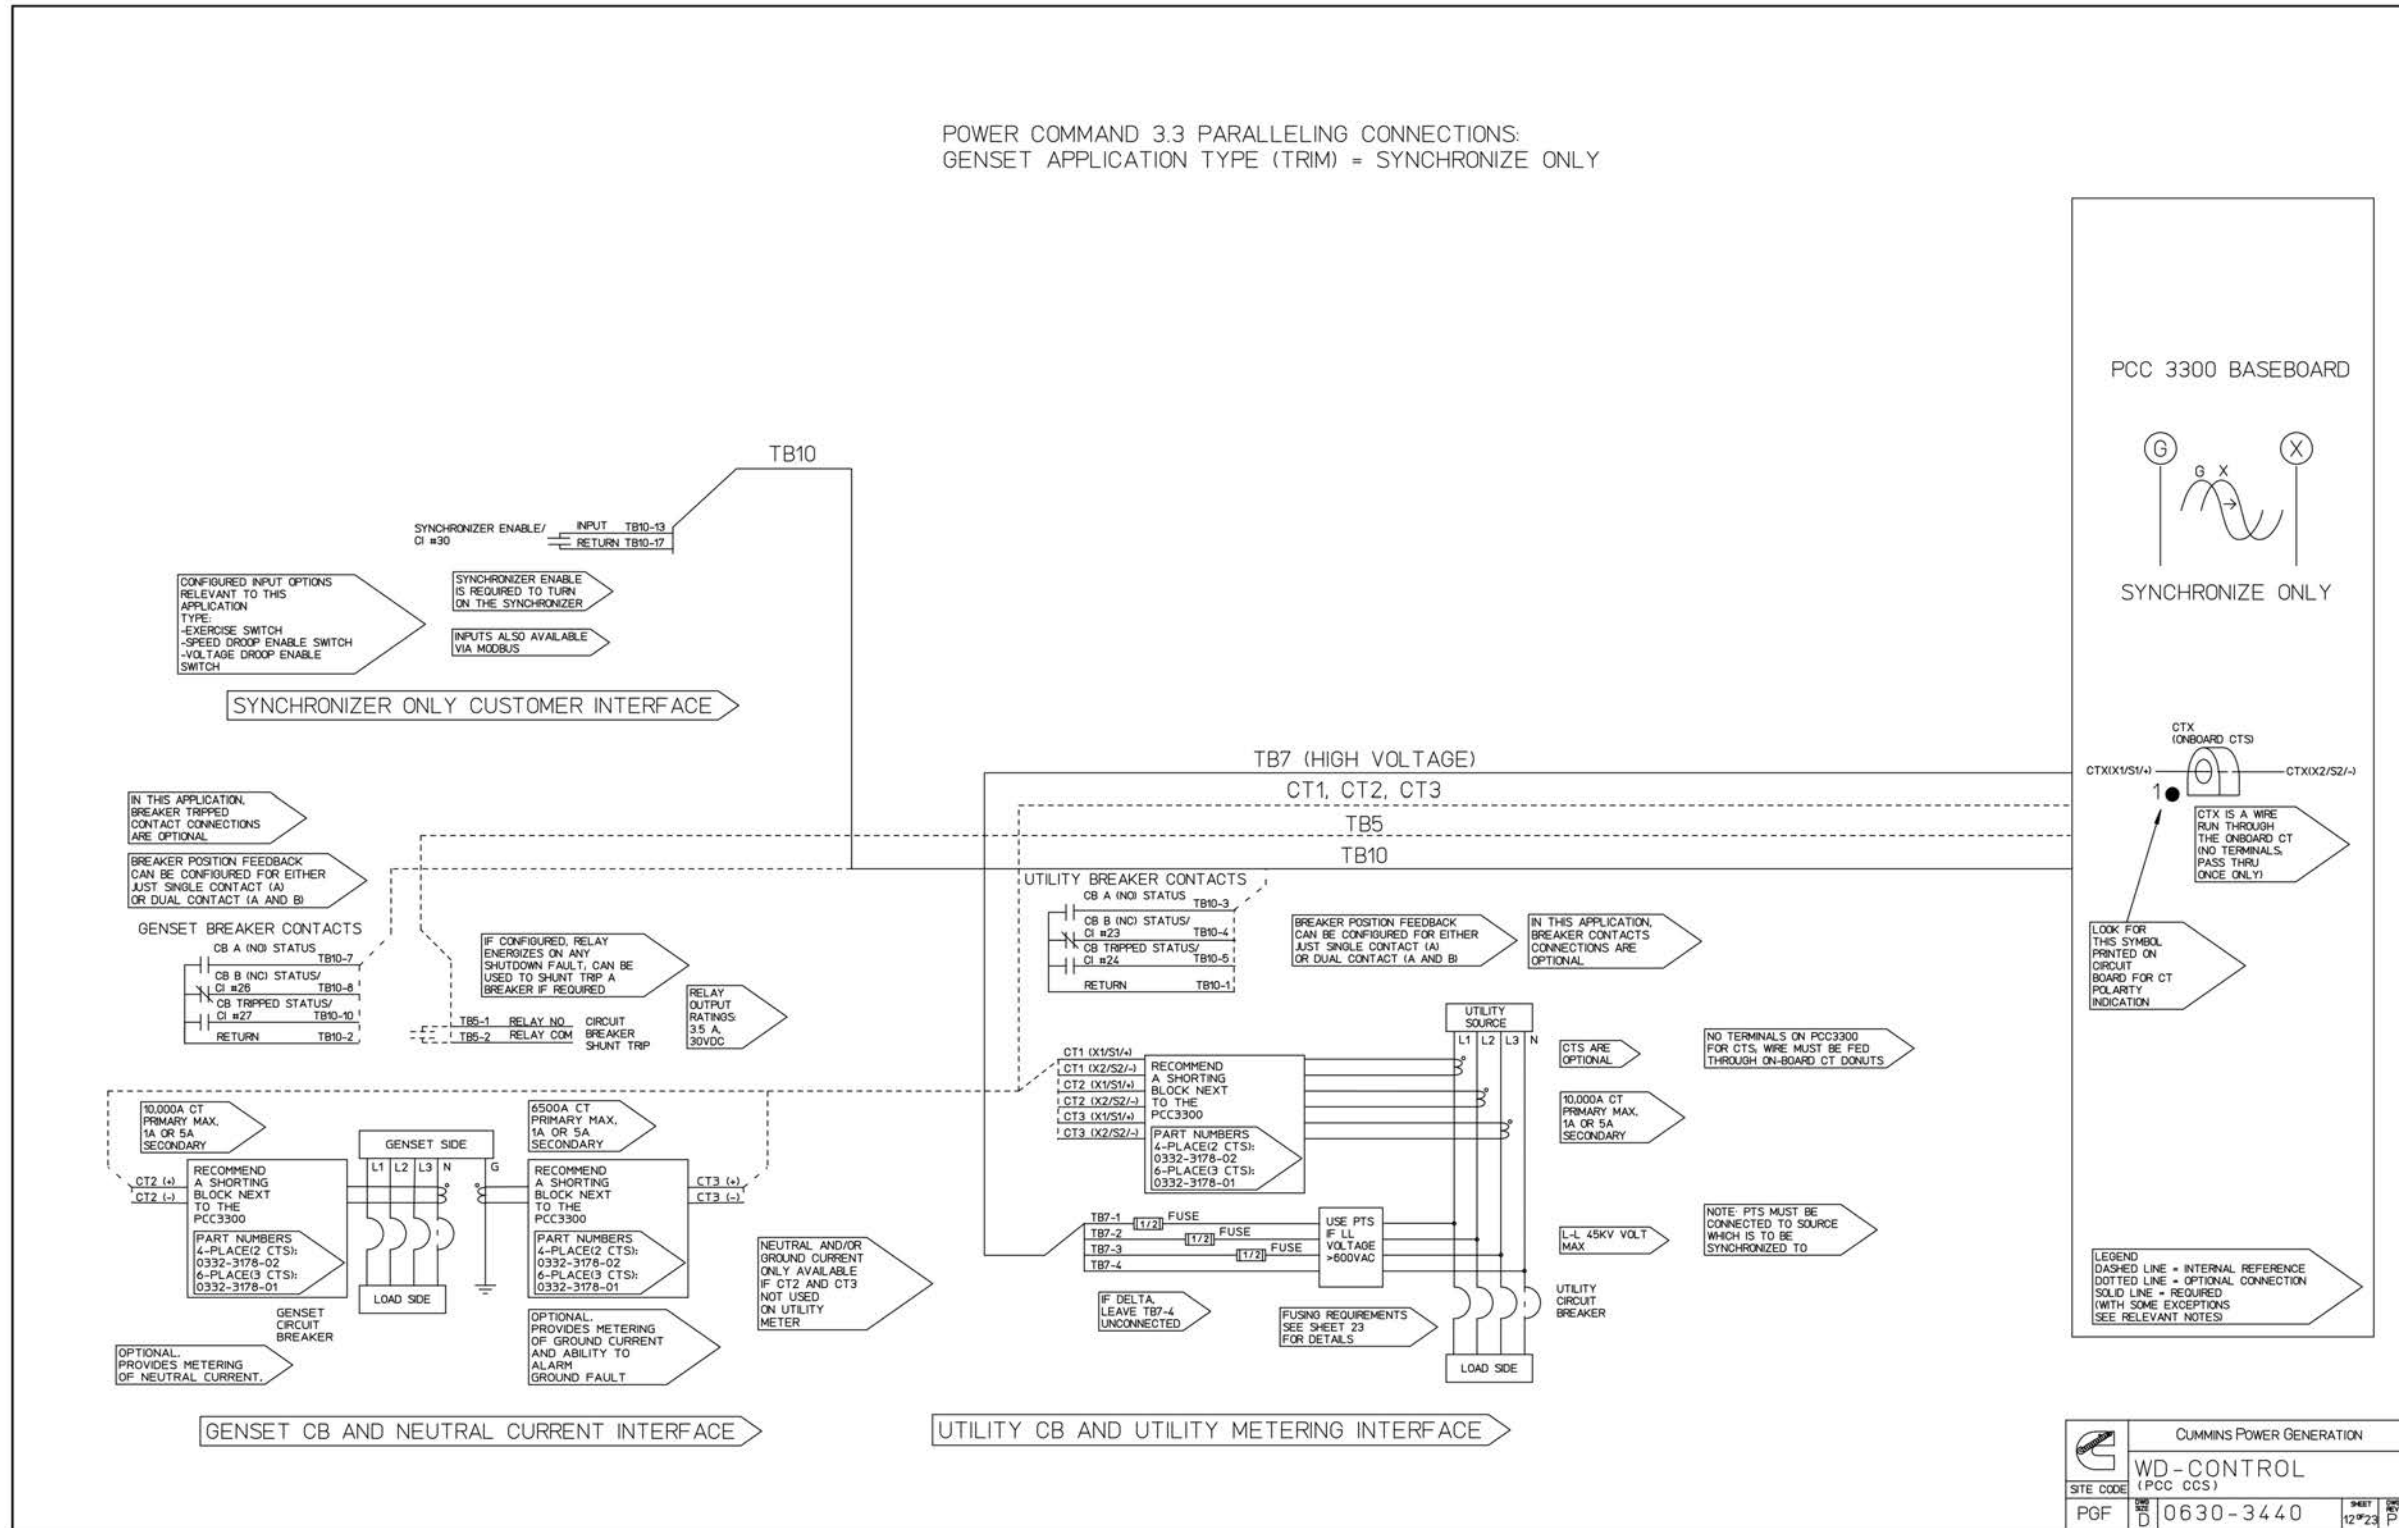 POWER COMMAND 3.3 PARALLELING CONNECTIONS:
GENSET APPLICATION TYPE (TRIM) = SYNCHRONIZE ONLY
PCC 3300 BASEBOARD
G
X
G X
SYNCHRONIZE ONLY
TB10
SYNCHRONIZER ENABLE/
CI #30
INPUT TB10-13
RETURN TB10-17
CONFIGURED INPUT OPTIONS
RELEVANT TO THIS
APPLICATION
TYPE:
-EXERCISE SWITCH
-SPEED DROOP ENABLE SWITCH
-VOLTAGE DROOP ENABLE
SWITCH
SYNCHRONIZER ENABLE
IS REQUIRED TO TURN
ON THE SYNCHRONIZER
INPUTS ALSO AVAILABLE
VIA MODBUS
SYNCHRONIZER ONLY CUSTOMER INTERFACE
TB7 (HIGH VOLTAGE)
CT1, CT2, CT3
TB5
TB10
CTX
(ONBOARD CTS)
CTX(X1/S1/+)
CTX(X2/S2/-)
1
CTX IS A WIRE
RUN THROUGH
THE ONBOARD CT
(NO TERMINALS,
PASS THRU
ONCE ONLY)
LOOK FOR
THIS SYMBOL
PRINTED ON
CIRCUIT
BOARD FOR CT
POLARITY
INDICATION
IN THIS APPLICATION,
BREAKER TRIPPED
CONTACT CONNECTIONS
ARE OPTIONAL
BREAKER POSITION FEEDBACK
CAN BE CONFIGURED FOR EITHER
JUST SINGLE CONTACT (A)
OR DUAL CONTACT (A AND B)
GENSET BREAKER CONTACTS
CB A (NO) STATUS
TB10-7
CB B (NC) STATUS/
CI #26 TB10-8
CB TRIPPED STATUS/
CI #27 TB10-10
RETURN TB10-2
IF CONFIGURED, RELAY
ENERGIZES ON ANY
SHUTDOWN FAULT, CAN BE
USED TO SHUNT TRIP A
BREAKER IF REQUIRED
TB5-1 RELAY NO
TB5-2 RELAY COM
CIRCUIT
BREAKER
SHUNT TRIP
RELAY
OUTPUT
RATINGS:
3.5 A,
30VDC
UTILITY BREAKER CONTACTS
CB A (NO) STATUS
TB10-3
CB B (NC) STATUS/
CI #23 TB10-4
CB TRIPPED STATUS/
CI #24 TB10-5
RETURN TB10-1
BREAKER POSITION FEEDBACK
CAN BE CONFIGURED FOR EITHER
JUST SINGLE CONTACT (A)
OR DUAL CONTACT (A AND B)
IN THIS APPLICATION,
BREAKER CONTACTS
CONNECTIONS ARE
OPTIONAL
10,000A CT
PRIMARY MAX,
1A OR 5A
SECONDARY
CT2 (+)
CT2 (-)
RECOMMEND
A SHORTING
BLOCK NEXT
TO THE
PCC3300
PART NUMBERS
4-PLACE(2 CTS):
0332-3178-02
6-PLACE(3 CTS):
0332-3178-01
GENSET SIDE
L1 L2 L3 N G
LOAD SIDE
GENSET
CIRCUIT
BREAKER
6500A CT
PRIMARY MAX,
1A OR 5A
SECONDARY
RECOMMEND
A SHORTING
BLOCK NEXT
TO THE
PCC3300
PART NUMBERS
4-PLACE(2 CTS):
0332-3178-02
6-PLACE(3 CTS):
0332-3178-01
CT3 (+)
CT3 (-)
OPTIONAL.
PROVIDES METERING
OF NEUTRAL CURRENT.
OPTIONAL.
PROVIDES METERING
OF GROUND CURRENT
AND ABILITY TO
ALARM
GROUND FAULT
NEUTRAL AND/OR
GROUND CURRENT
ONLY AVAILABLE
IF CT2 AND CT3
NOT USED
ON UTILITY
METER
GENSET CB AND NEUTRAL CURRENT INTERFACE
CT1 (X1/S1/+)
CT1 (X2/S2/-)
CT2 (X1/S1/+)
CT2 (X2/S2/-)
CT3 (X1/S1/+)
CT3 (X2/S2/-)
RECOMMEND
A SHORTING
BLOCK NEXT
TO THE
PCC3300
PART NUMBERS
4-PLACE(2 CTS):
0332-3178-02
6-PLACE(3 CTS):
0332-3178-01
UTILITY
SOURCE
L1 L2 L3 N
CTS ARE
OPTIONAL
NO TERMINALS ON PCC3300
FOR CTS, WIRE MUST BE FED
THROUGH ON-BOARD CT DONUTS
10,000A CT
PRIMARY MAX,
1A OR 5A
SECONDARY
TB7-1 [1/2] FUSE
TB7-2 [1/2] FUSE
TB7-3 [1/2] FUSE
TB7-4
USE PTS
IF LL
VOLTAGE
>600VAC
L-L 45KV VOLT
MAX
NOTE: PTS MUST BE
CONNECTED TO SOURCE
WHICH IS TO BE
SYNCHRONIZED TO
IF DELTA,
LEAVE TB7-4
UNCONNECTED
FUSING REQUIREMENTS
SEE SHEET 23
FOR DETAILS
UTILITY
CIRCUIT
BREAKER
LOAD SIDE
UTILITY CB AND UTILITY METERING INTERFACE
LEGEND
DASHED LINE = INTERNAL REFERENCE
DOTTED LINE = OPTIONAL CONNECTION
SOLID LINE = REQUIRED
(WITH SOME EXCEPTIONS
SEE RELEVANT NOTES)
Cummins
CUMMINS POWER GENERATION
WD-CONTROL
(PCC CCS)
SITE CODE
PGF
DWG SIZE
D
0630-3440
SHEET
12 OF 23